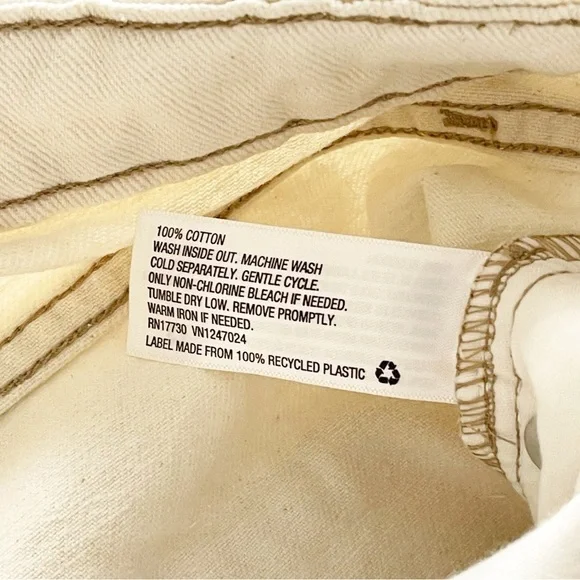 100% COTTON
WASH INSIDE OUT. MACHINE WASH
COLD SEPARATELY. GENTLE CYCLE.
ONLY NON-CHLORINE BLEACH IF NEEDED.
TUMBLE DRY LOW. REMOVE PROMPTLY.
WARM IRON IF NEEDED.
RN17730 VN1247024
LABEL MADE FROM 100% RECYCLED PLASTIC